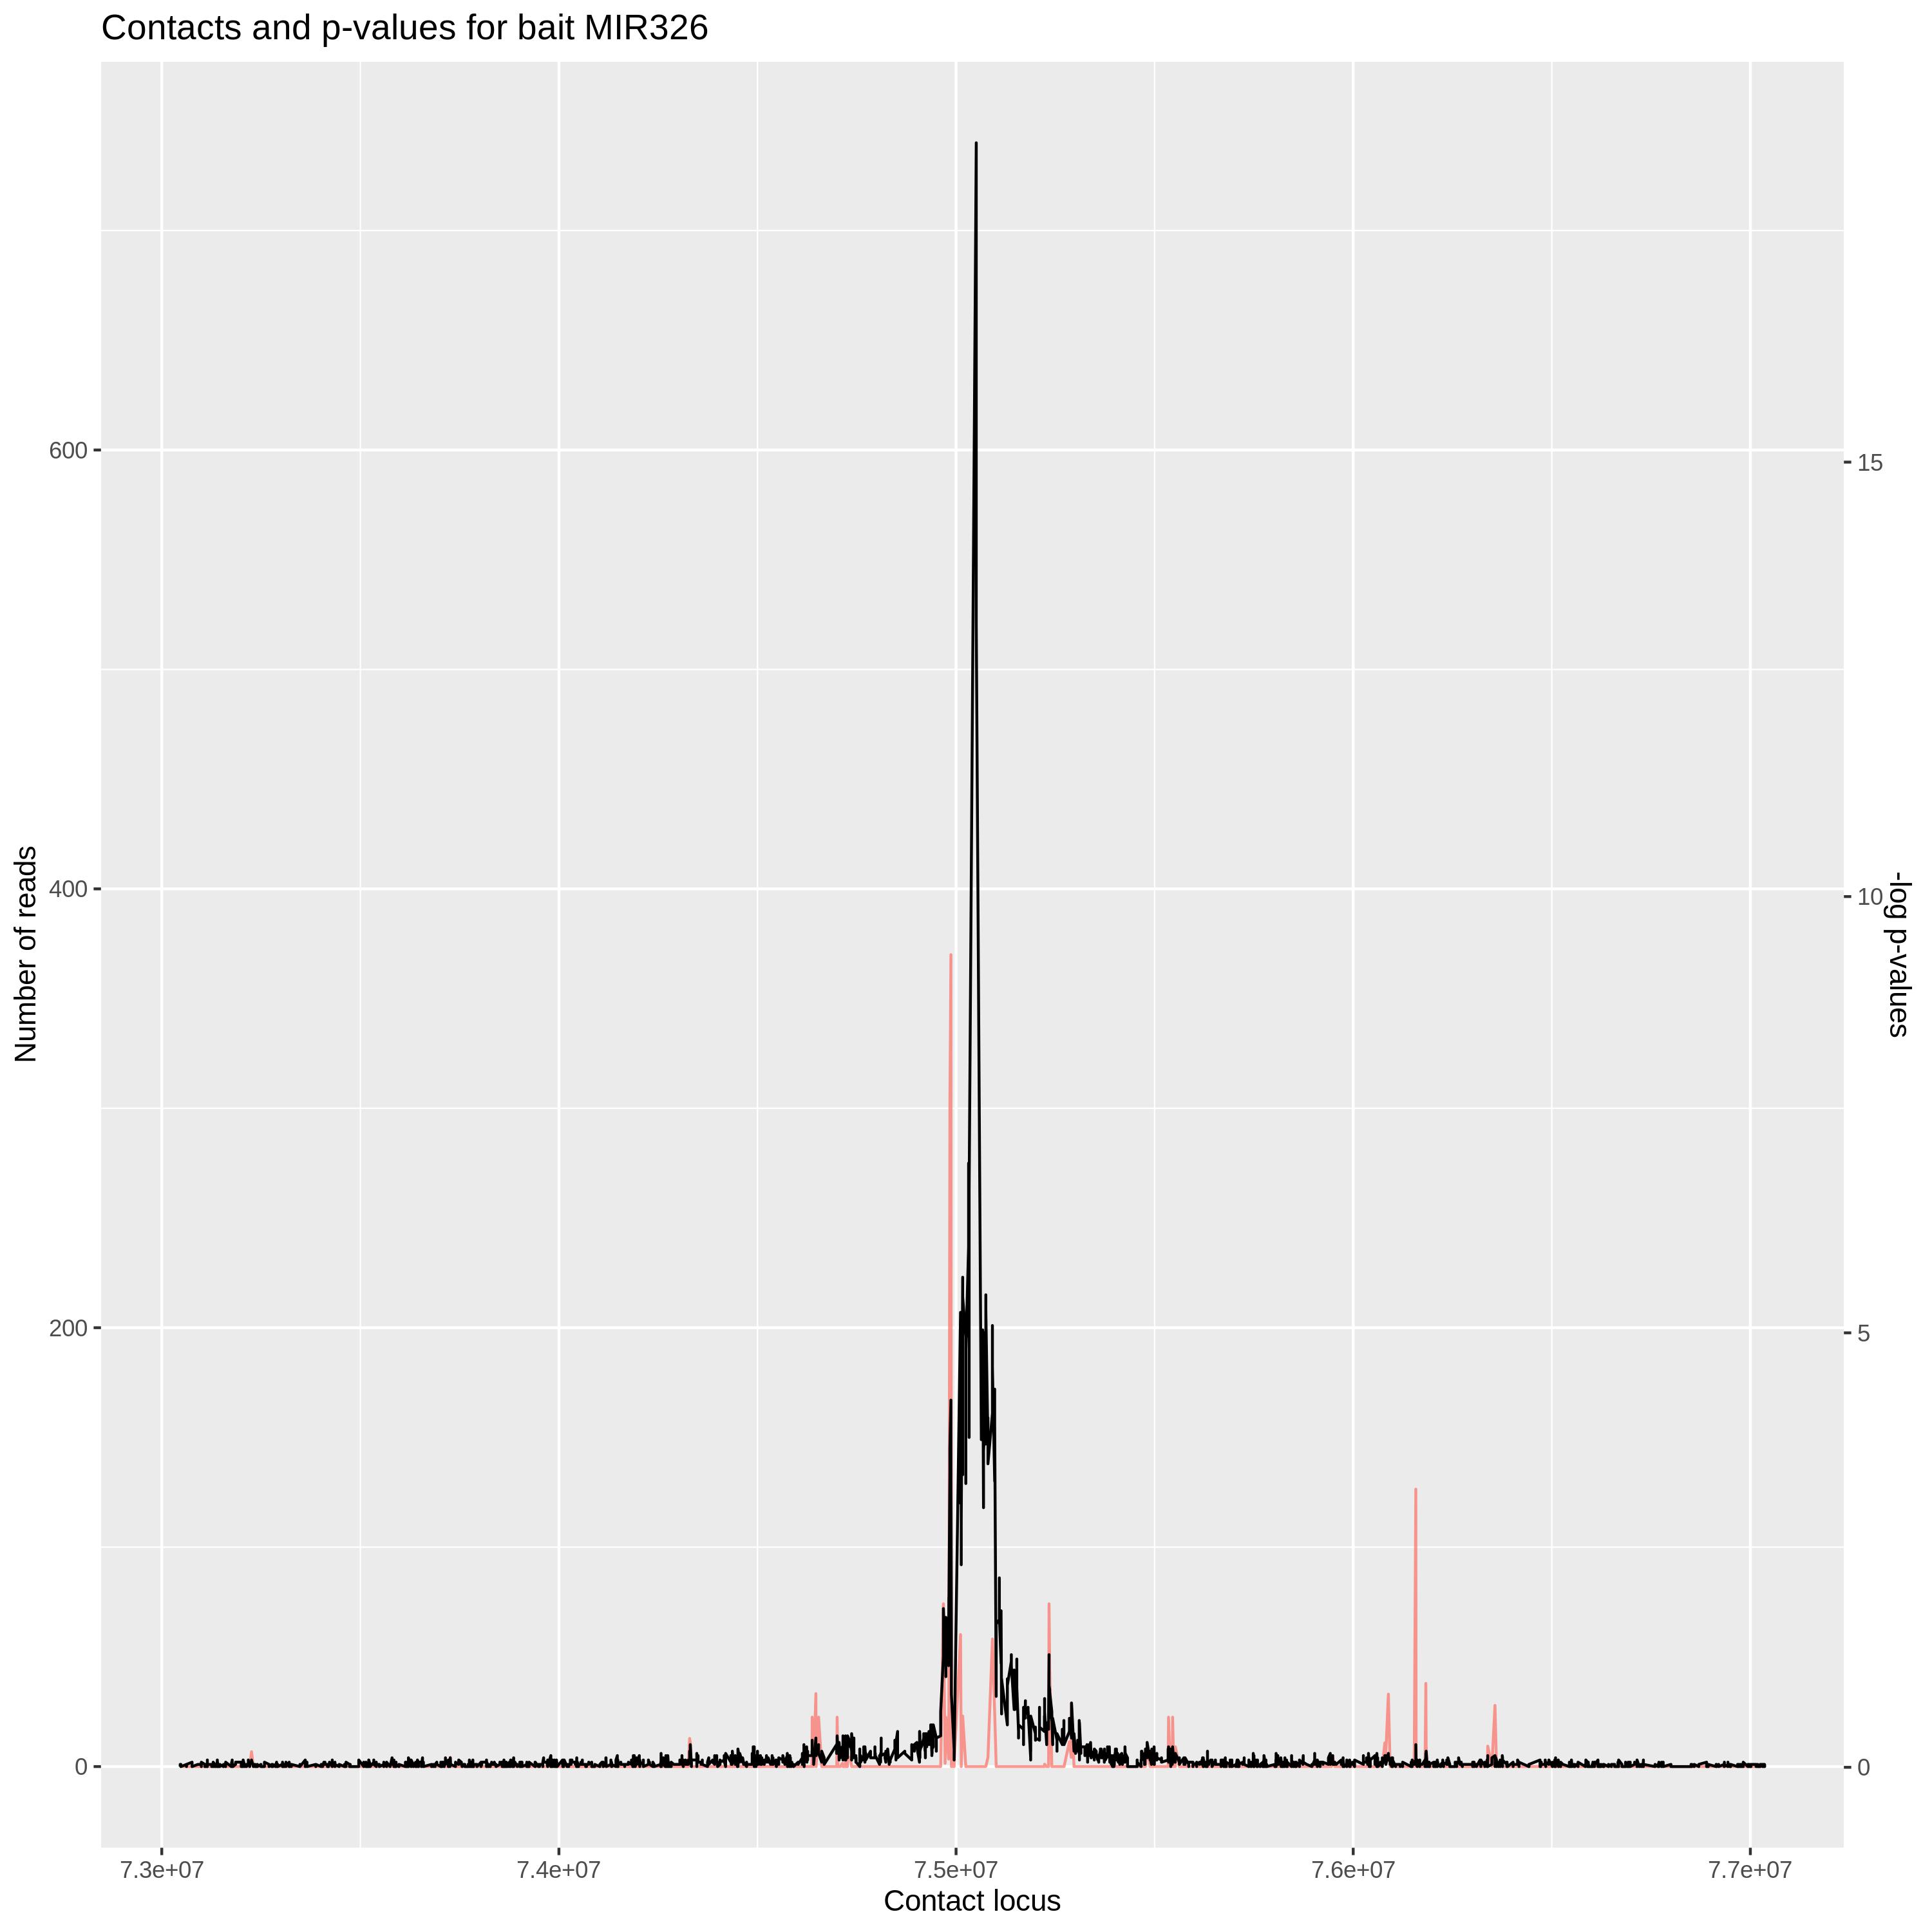 Contacts and p-values for bait MIR326
Number of reads
600
400
200
0
15
10
5
0
-log p-values
7.3e+07
7.4e+07
7.5e+07
7.6e+07
7.7e+07
Contact locus